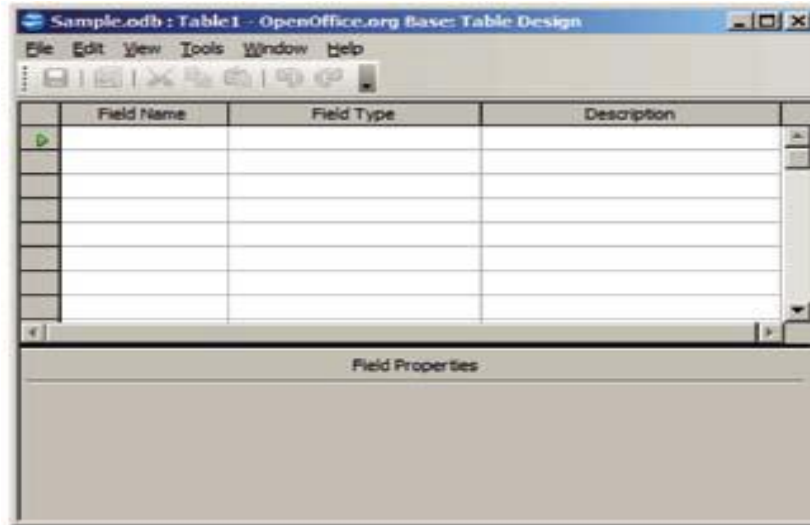 Sample.odb : Table1 - OpenOffice.org Base: Table Design
File Edit View Tools Window Help
Field Name Field Type Description
Field Properties